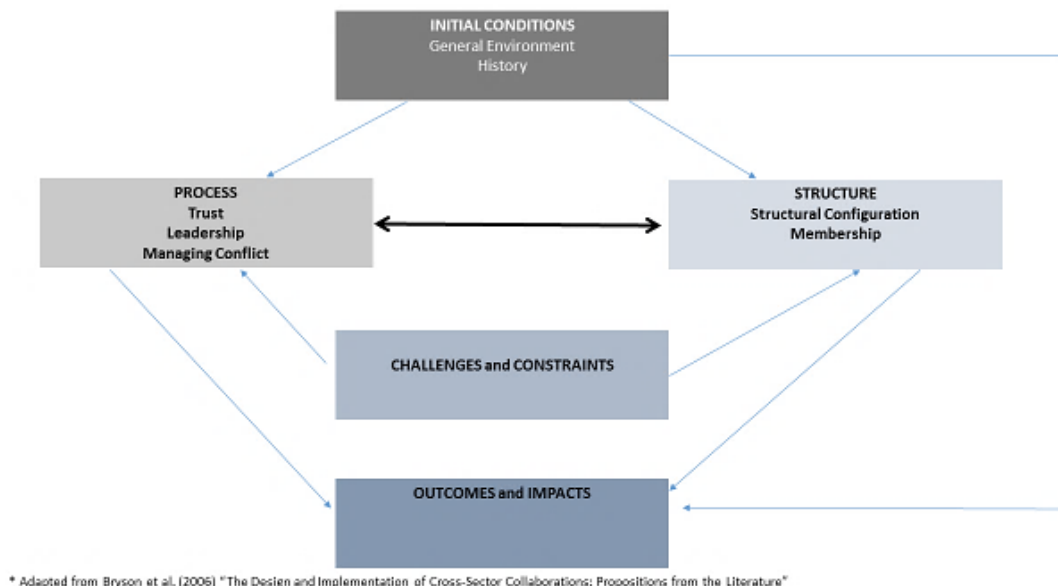 INITIAL CONDITIONS
General Environment
History
PROCESS
Trust
Leadership
Managing Conflict
STRUCTURE
Structural Configuration
Membership
CHALLENGES and CONSTRAINTS
OUTCOMES and IMPACTS
* Adapted from Bryson et al. (2006) "The Design and Implementation of Cross-Sector Collaborations: Propositions from the Literature"